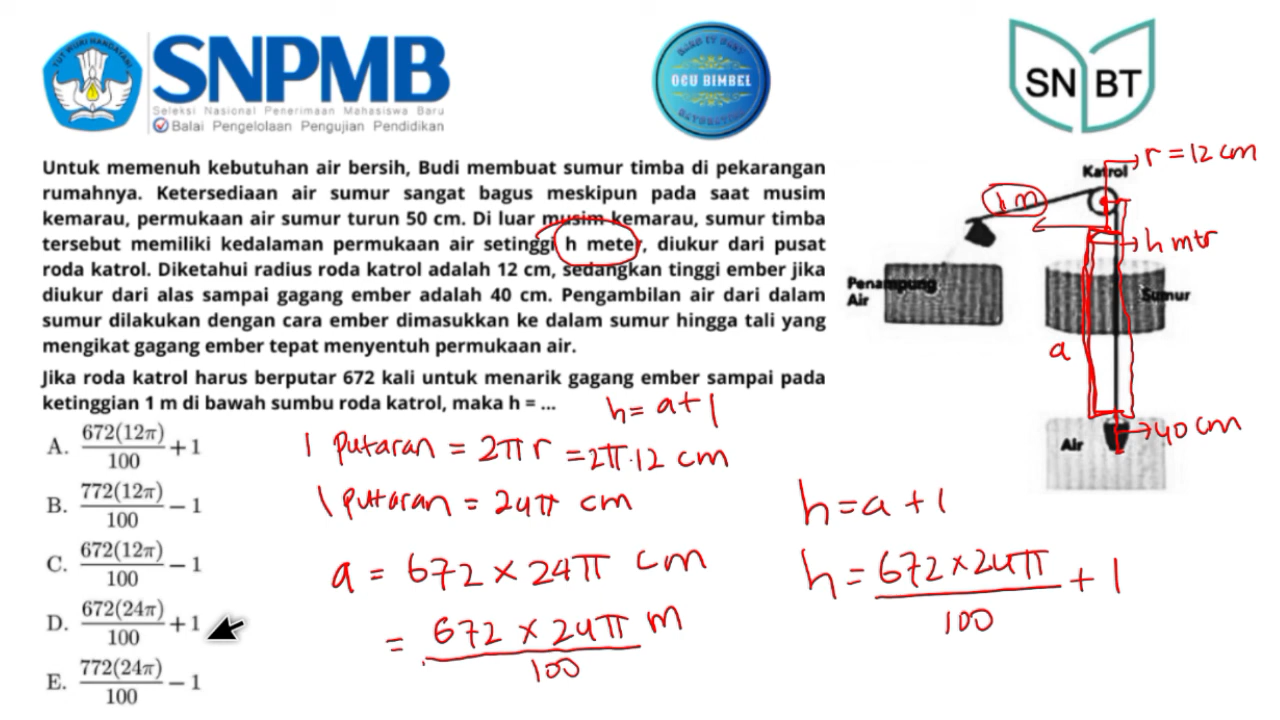 TUT WURI HANDAYANI
SNPMB
Seleksi Nasional Penerimaan Mahasiswa Baru
Balai Pengelolaan Pengujian Pendidikan
OCU BIMBEL
SNBT
Untuk memenuh kebutuhan air bersih, Budi membuat sumur timba di pekarangan
rumahnya. Ketersediaan air sumur sangat bagus meskipun pada saat musim
kemarau, permukaan air sumur turun 50 cm. Di luar musim kemarau, sumur timba
tersebut memiliki kedalaman permukaan air setinggi h meter, diukur dari pusat
roda katrol. Diketahui radius roda katrol adalah 12 cm, sedangkan tinggi ember jika
diukur dari alas sampai gagang ember adalah 40 cm. Pengambilan air dari dalam
sumur dilakukan dengan cara ember dimasukkan ke dalam sumur hingga tali yang
mengikat gagang ember tepat menyentuh permukaan air.
Jika roda katrol harus berputar 672 kali untuk menarik gagang ember sampai pada
ketinggian 1 m di bawah sumbu roda katrol, maka h = ...
A. 672(12π)/100 + 1
B. 772(12π)/100 − 1
C. 672(12π)/100 − 1
D. 672(24π)/100 + 1
E. 772(24π)/100 − 1
h = a + 1
1 Putaran = 2πr = 2π·12 cm
1 Putaran = 24π cm
a = 672 × 24π cm
= 672 × 24π/100 m
h = a + 1
h = 672 × 24π/100 + 1
r = 12 cm
Katrol
1 m
h mtr
Penampung
Air
Sumur
a
Air
40 cm